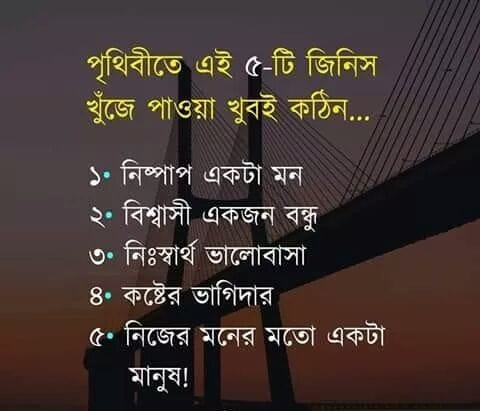 পৃথিবীতে এই ৫-টি জিনিস
খুঁজে পাওয়া খুবই কঠিন...
১• নিষ্পাপ একটা মন
২• বিশ্বাসী একজন বন্ধু
৩• নিঃস্বার্থ ভালোবাসা
৪• কষ্টের ভাগিদার
৫• নিজের মনের মতো একটা
মানুষ!